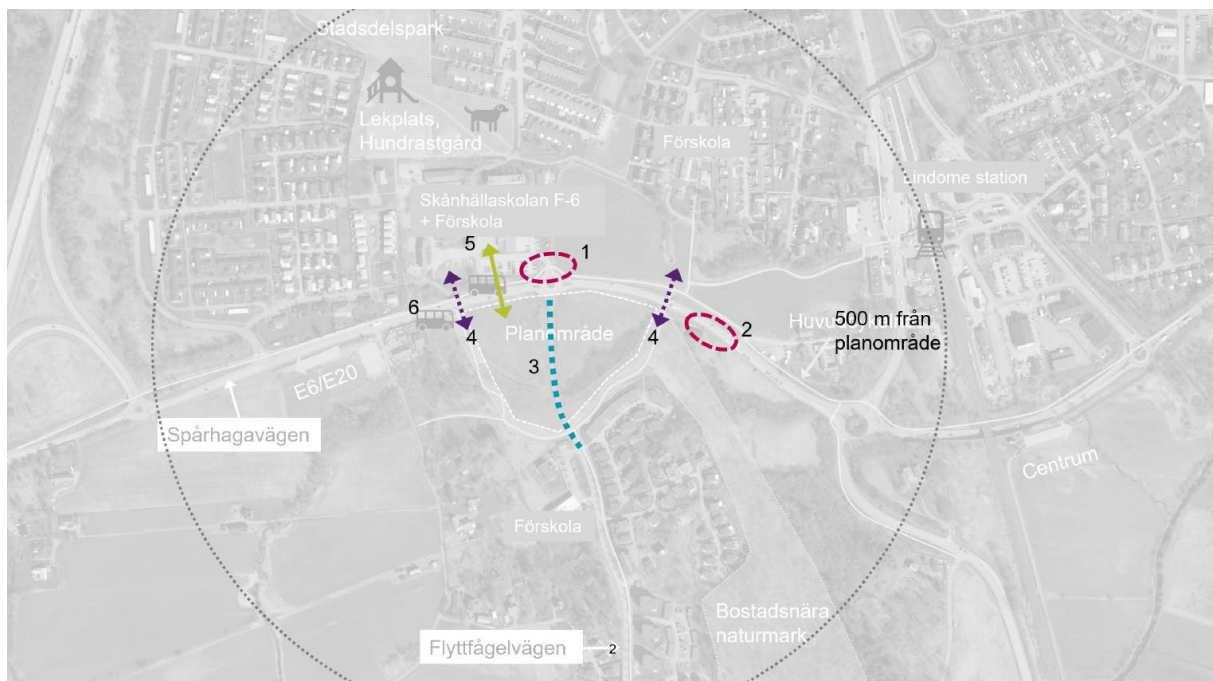 Stadsdelspark
Lekplats,
Hundrastgård
Förskola
Lindome station
Skånhällaskolan F-6
+ Förskola
5
1
6
4
Planområde
3
4
2
500 m från
planområde
E6/E20
Spårhagavägen
Centrum
Förskola
Bostadsnära
naturmark
Flyttfågelvägen
2